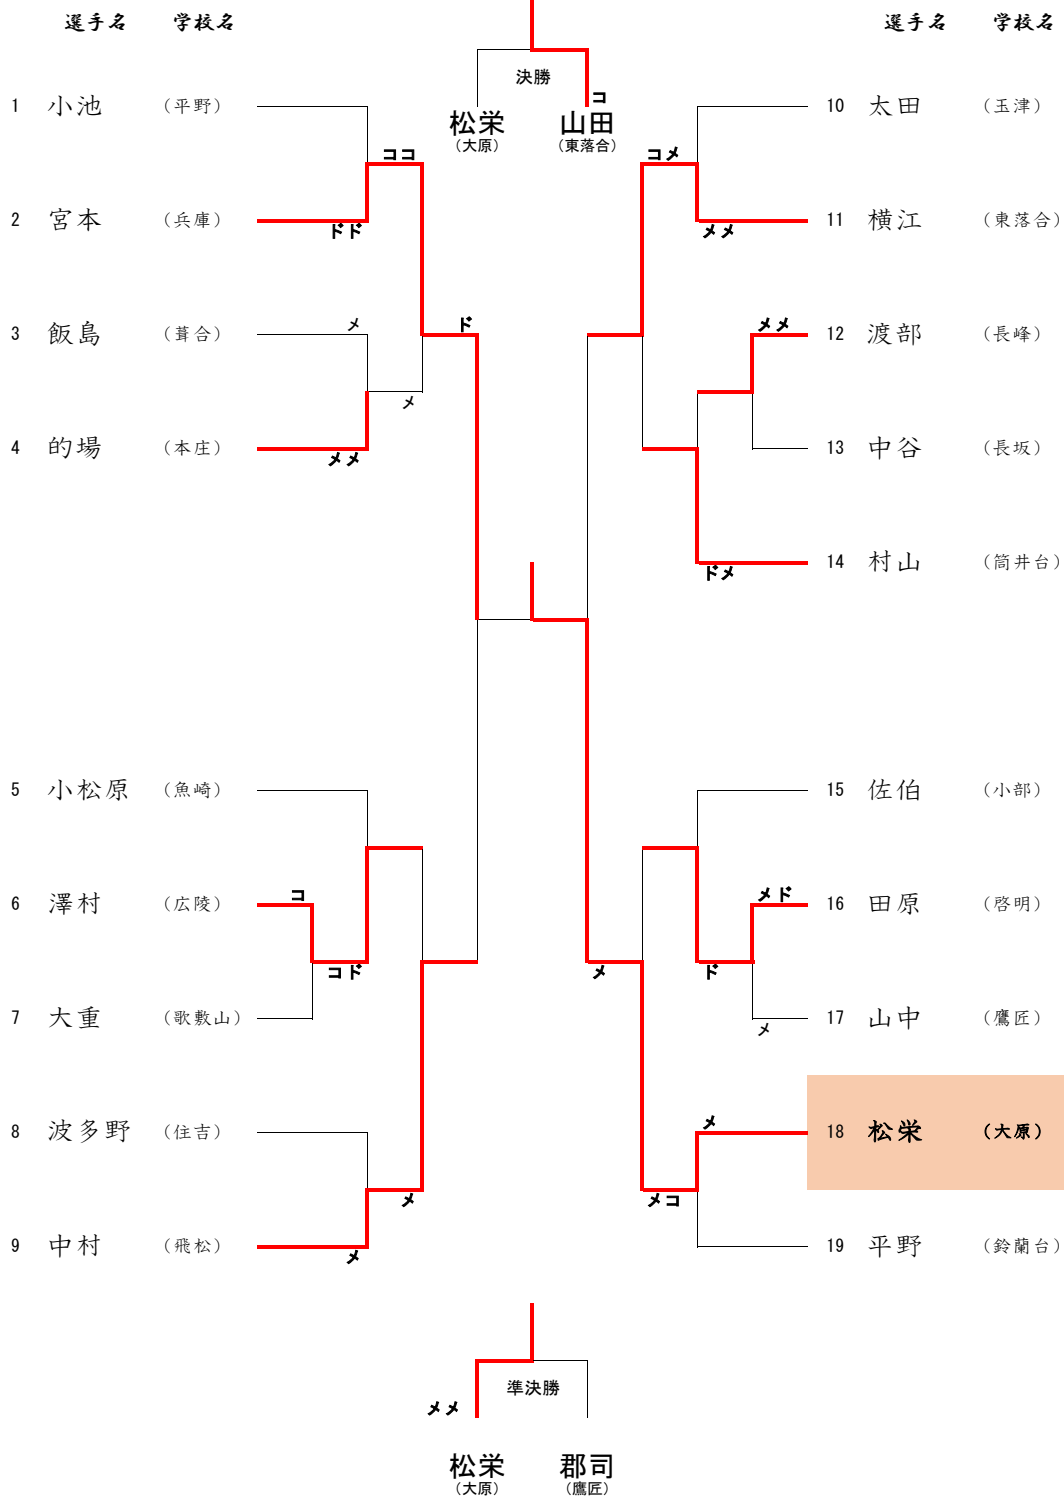 選手名 学校名 選手名 学校名
決勝
コ
1 小池 （平野） 松栄 山田 10 太田 （玉津）
（大原） （東落合）
ココ コメ
2 宮本 （兵庫） 11 横江 （東落合）
ドド メメ
メ ド メメ
3 飯島 （葺合） 12 渡部 （長峰）
メ
4 的場 （本庄） 13 中谷 （長坂）
メメ
14 村山 （筒井台）
ドメ
5 小松原 （魚崎） 15 佐伯 （小部）
コ メド
6 澤村 （広陵） 16 田原 （啓明）
コド メ ド
7 大重 （歌敷山） 17 山中 （鷹匠）
メ
メ
8 波多野 （住吉） 18 松栄 （大原）
メ メコ
9 中村 （飛松） 19 平野 （鈴蘭台）
メ
準決勝
メメ
松栄 郡司
（大原） （鷹匠）